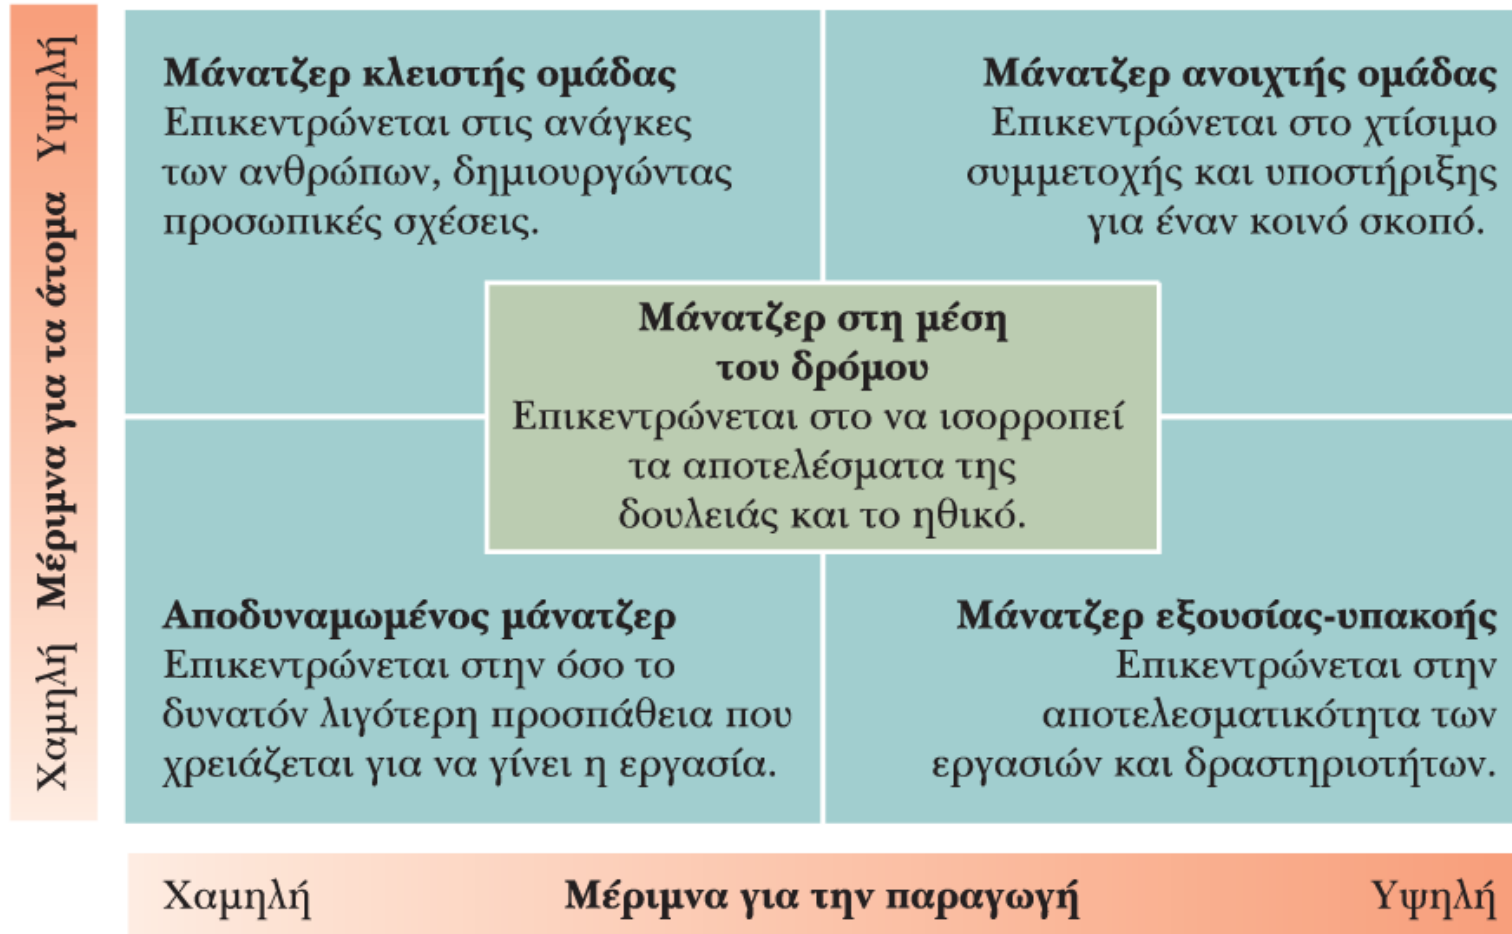 Υψηλή
Μέριμνα για τα άτομα
Χαμηλή
Μάνατζερ κλειστής ομάδας
Επικεντρώνεται στις ανάγκες
των ανθρώπων, δημιουργώντας
προσωπικές σχέσεις.
Μάνατζερ ανοιχτής ομάδας
Επικεντρώνεται στο χτίσιμο
συμμετοχής και υποστήριξης
για έναν κοινό σκοπό.
Μάνατζερ στη μέση
του δρόμου
Επικεντρώνεται στο να ισορροπεί
τα αποτελέσματα της
δουλειάς και το ηθικό.
Αποδυναμωμένος μάνατζερ
Επικεντρώνεται στην όσο το
δυνατόν λιγότερη προσπάθεια που
χρειάζεται για να γίνει η εργασία.
Μάνατζερ εξουσίας-υπακοής
Επικεντρώνεται στην
αποτελεσματικότητα των
εργασιών και δραστηριοτήτων.
Χαμηλή Μέριμνα για την παραγωγή Υψηλή